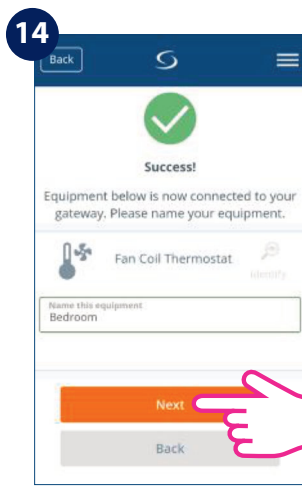 14
Back
Success!
Equipment below is now connected to your
gateway. Please name your equipment.
Fan Coil Thermostat
Identify
Name this equipment
Bedroom
Next
Back